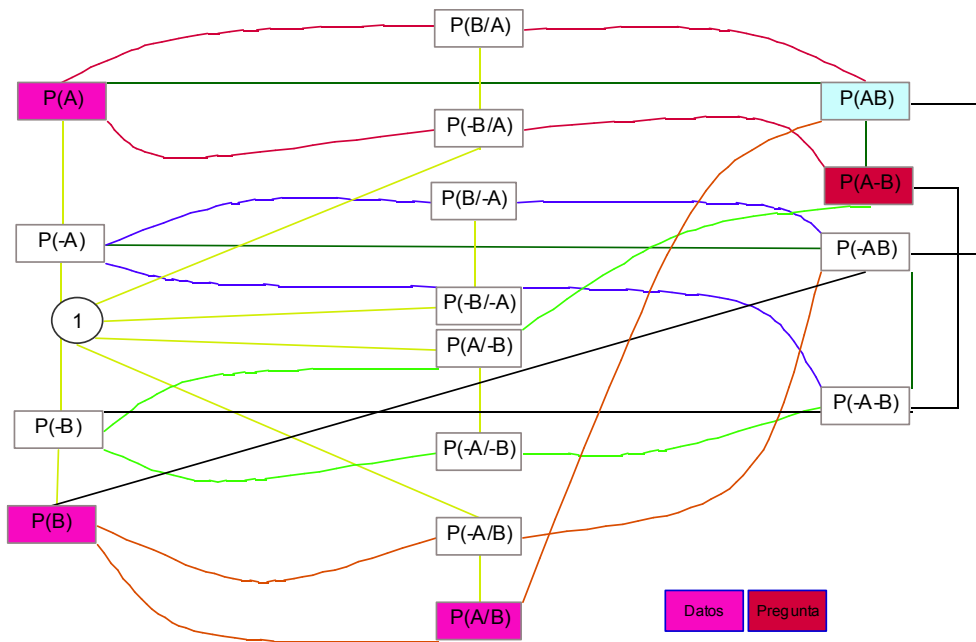 P(B/A)
P(A)
P(AB)
P(-B/A)
P(A-B)
P(B/-A)
P(-A)
P(-AB)
P(-B/-A)
1
P(A/-B)
P(-A-B)
P(-B)
P(-A/-B)
P(B)
P(-A/B)
P(A/B)
Datos
Pregunta